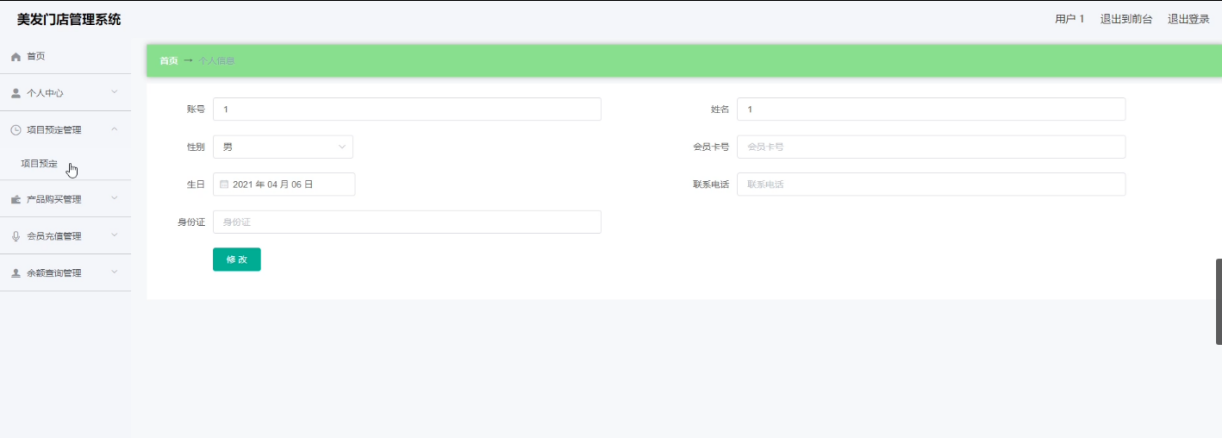 美发门店管理系统
用户 1 退出到前台 退出登录
首页
首页 → 个人信息
个人中心
项目预定管理
项目预定
产品购买管理
会员充值管理
余额查询管理
账号 1
姓名 1
性别 男
会员卡号 会员卡号
生日 2021 年 04 月 06 日
联系电话 联系电话
身份证 身份证
修改